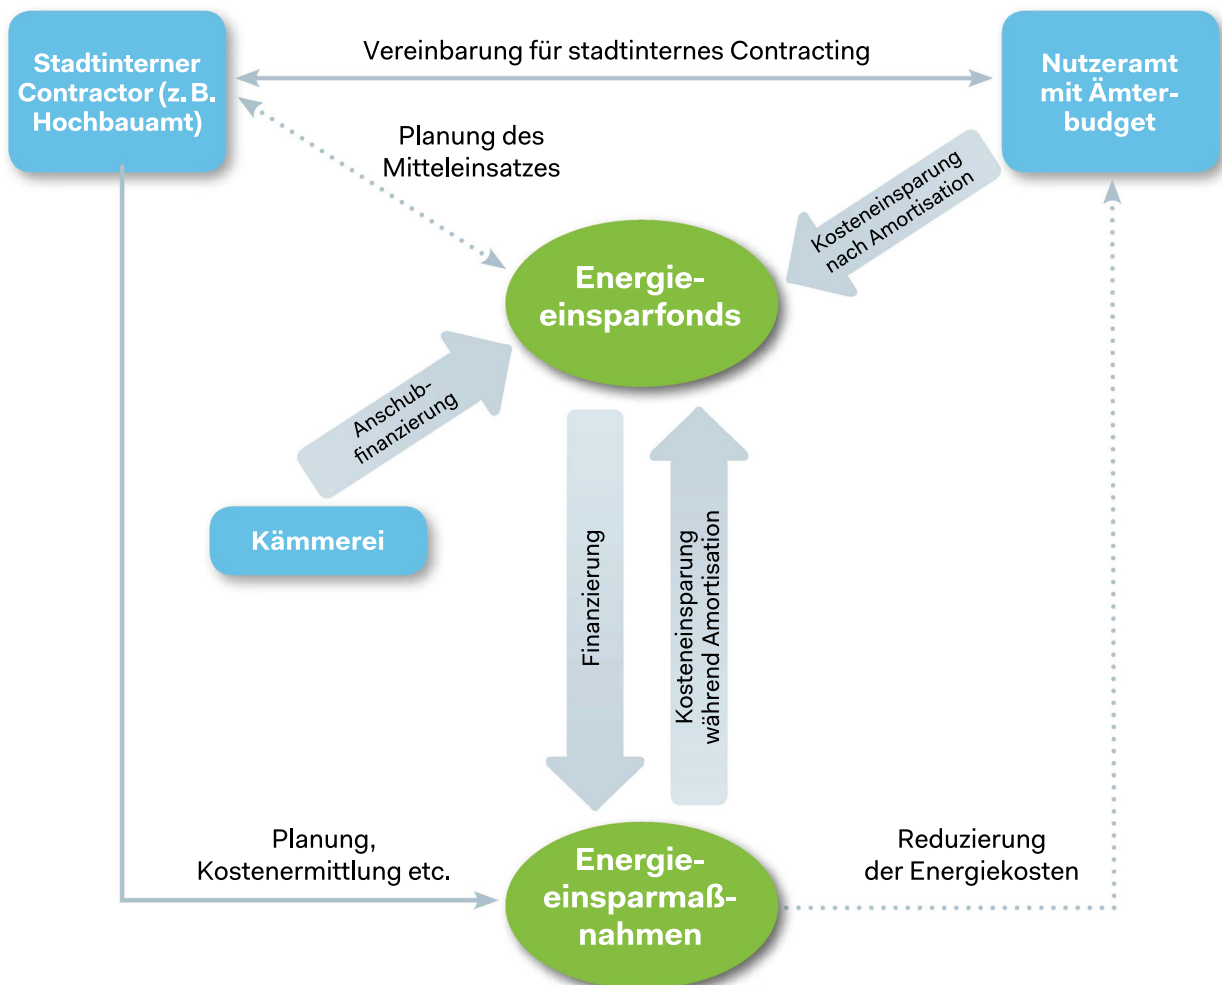 Stadtinterner
Contractor (z. B.
Hochbauamt)
Vereinbarung für stadtinternes Contracting
Nutzeramt
mit Ämter-
budget
Planung des
Mitteleinsatzes
Kosteneinsparung
nach Amortisation
Energie-
einsparfonds
Anschub-
finanzierung
Kämmerei
Finanzierung
Kosteneinsparung
während Amortisation
Planung,
Kostenermittlung etc.
Energie-
einsparmaß-
nahmen
Reduzierung
der Energiekosten